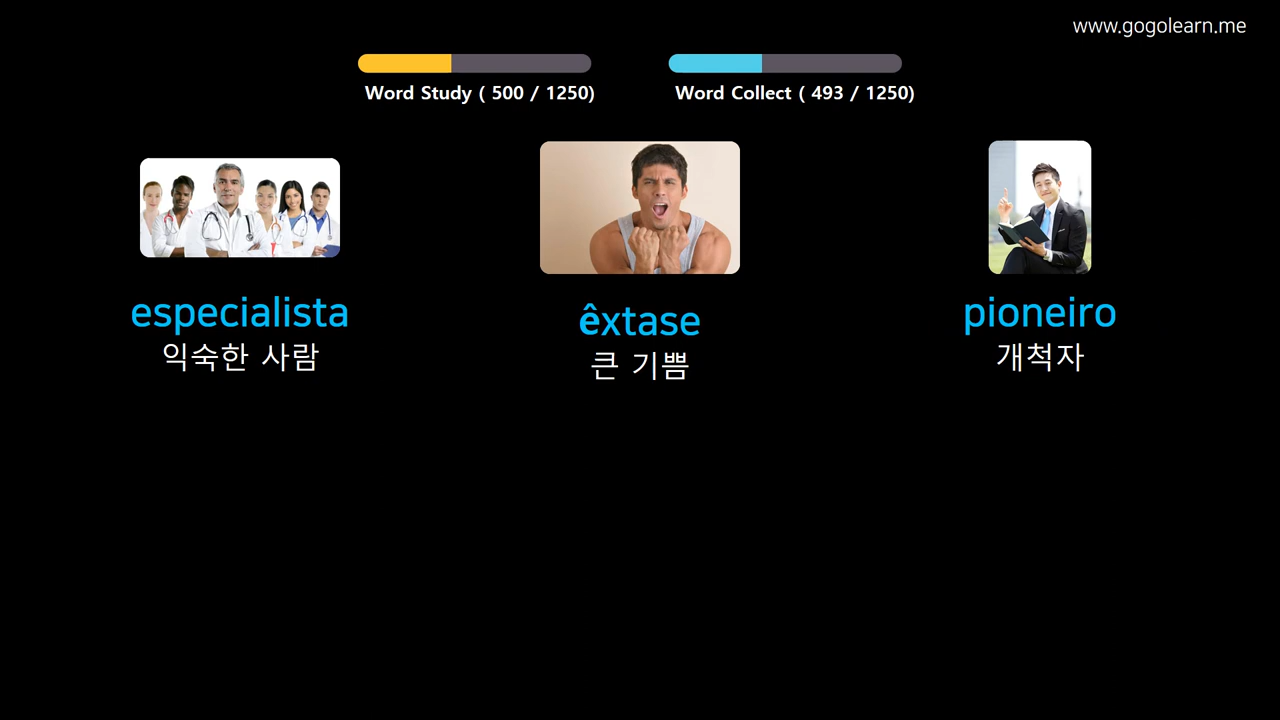 www.gogolearn.me
Word Study ( 500 / 1250)
Word Collect ( 493 / 1250)
especialista
익숙한 사람
êxtase
큰 기쁨
pioneiro
개척자